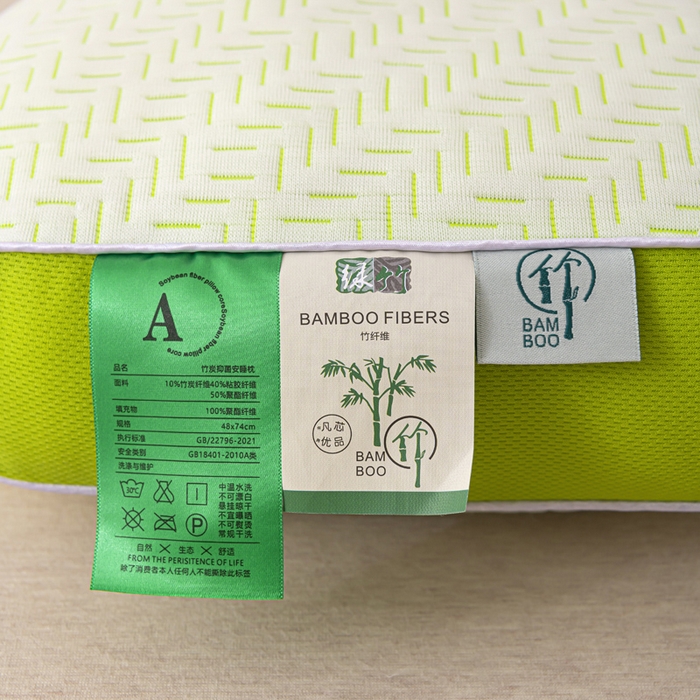 Soybean fiber pillow coreSoybean fiber pillow core
A
品名 竹炭抑菌安睡枕
面料 10%竹炭纤维40%粘胶纤维
50%聚酯纤维
填充物 100%聚酯纤维
规格 48x74cm
执行标准 GB/22796-2021
安全类别 GB18401-2010A类
洗涤与维护
30℃
P
中温水洗
不可漂白
悬挂晾干
不宜曝晒
不可熨烫
常规干洗
自然 生态 舒适
FROM THE PERISITENCE OF LIFE
除了消费者本人任何人不能撕除此标签
绿竹
BAMBOO FIBERS
竹纤维
凡芯
优品
BAM
BOO
竹
竹
BAM
BOO